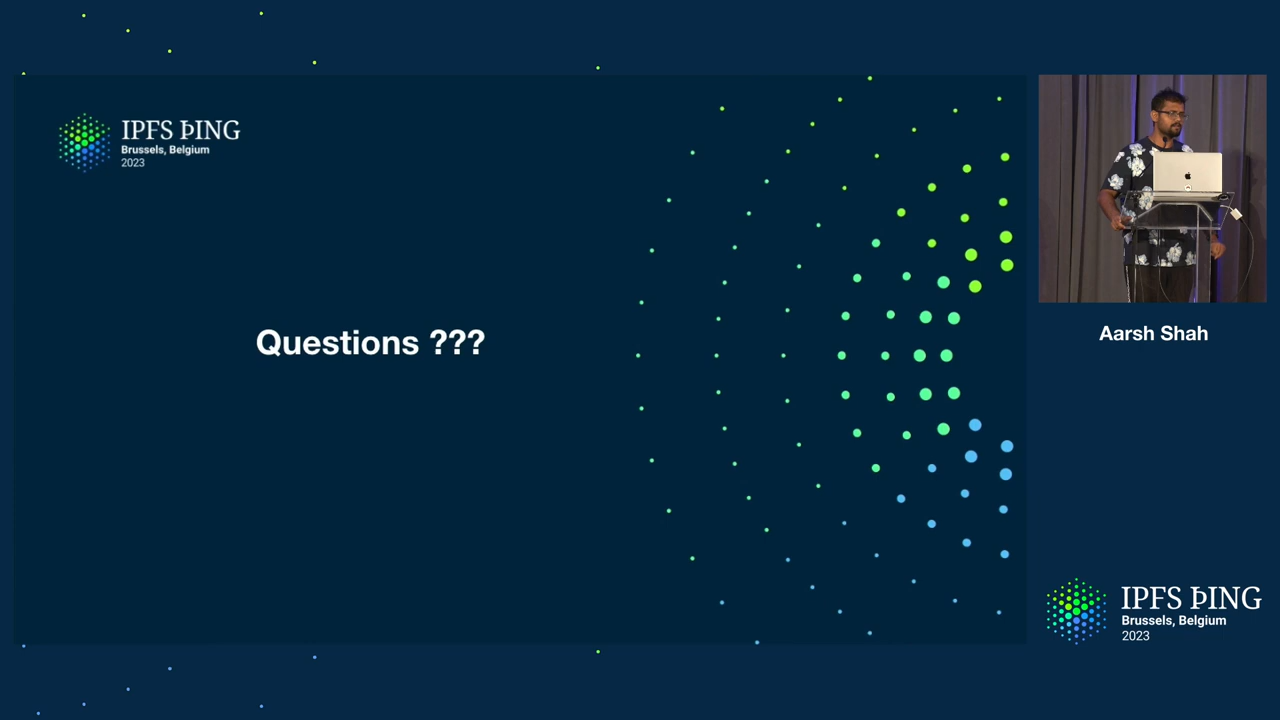 IPFS ÞING
Brussels, Belgium
2023
Questions ???
Aarsh Shah
IPFS ÞING
Brussels, Belgium
2023